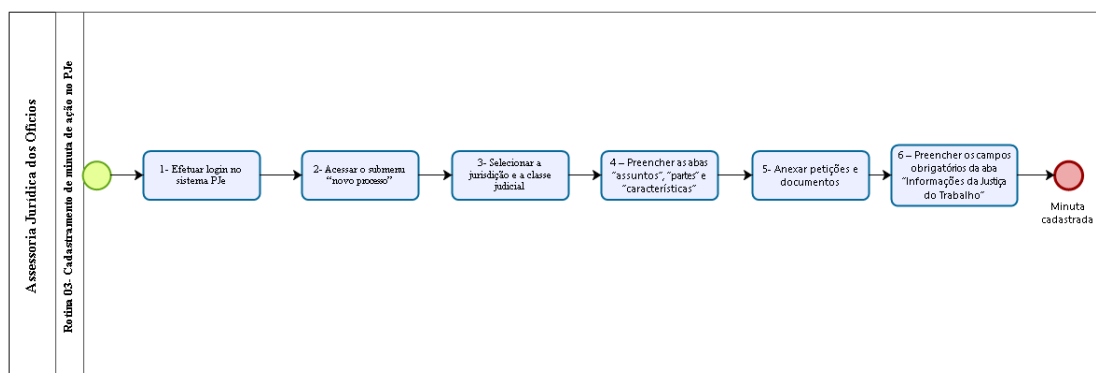 Assessoria Jurídica dos Ofícios
Rotina 03- Cadastramento de minuta de ação no PJe
1- Efetuar login no
sistema PJe
2- Acessar o submenu
“novo processo”
3- Selecionar a
jurisdição e a classe
judicial
4 – Preencher as abas
“assuntos”, “partes” e
“características”
5- Anexar petições e
documentos
6 – Preencher os campos
obrigatórios da aba
“Informações da Justiça
do Trabalho”
Minuta
cadastrada